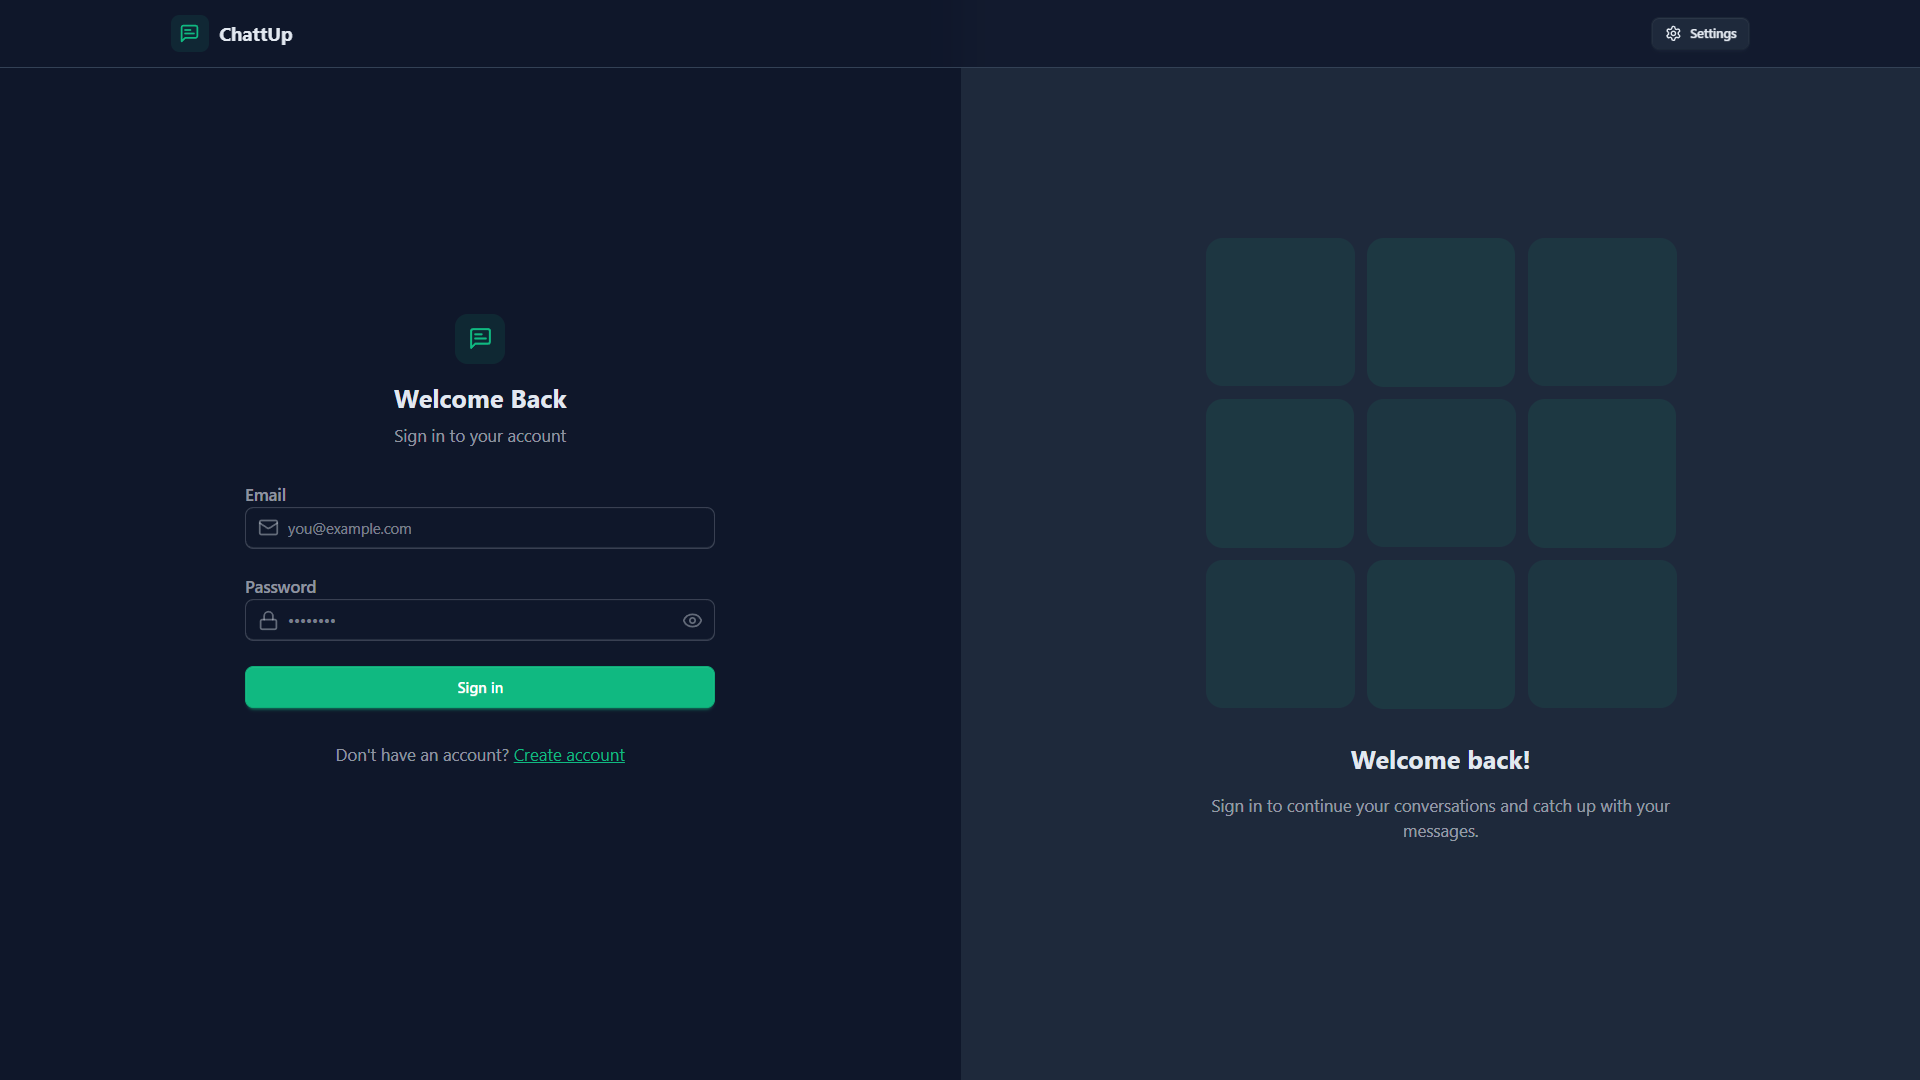 ChattUp
Settings
Welcome Back
Sign in to your account
Email
you@example.com
Password
••••••••
Sign in
Don't have an account? Create account
Welcome back!
Sign in to continue your conversations and catch up with your
messages.